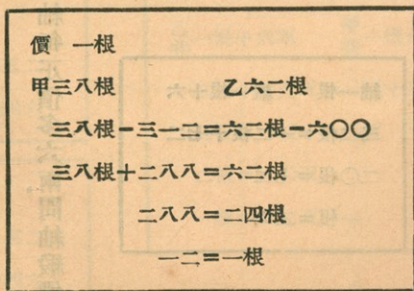 價 一根
甲三八根 乙六二根
三八根−三一二=六二根−六〇〇
三八根十二八八=六二根
二八八=二四根
一二=一根